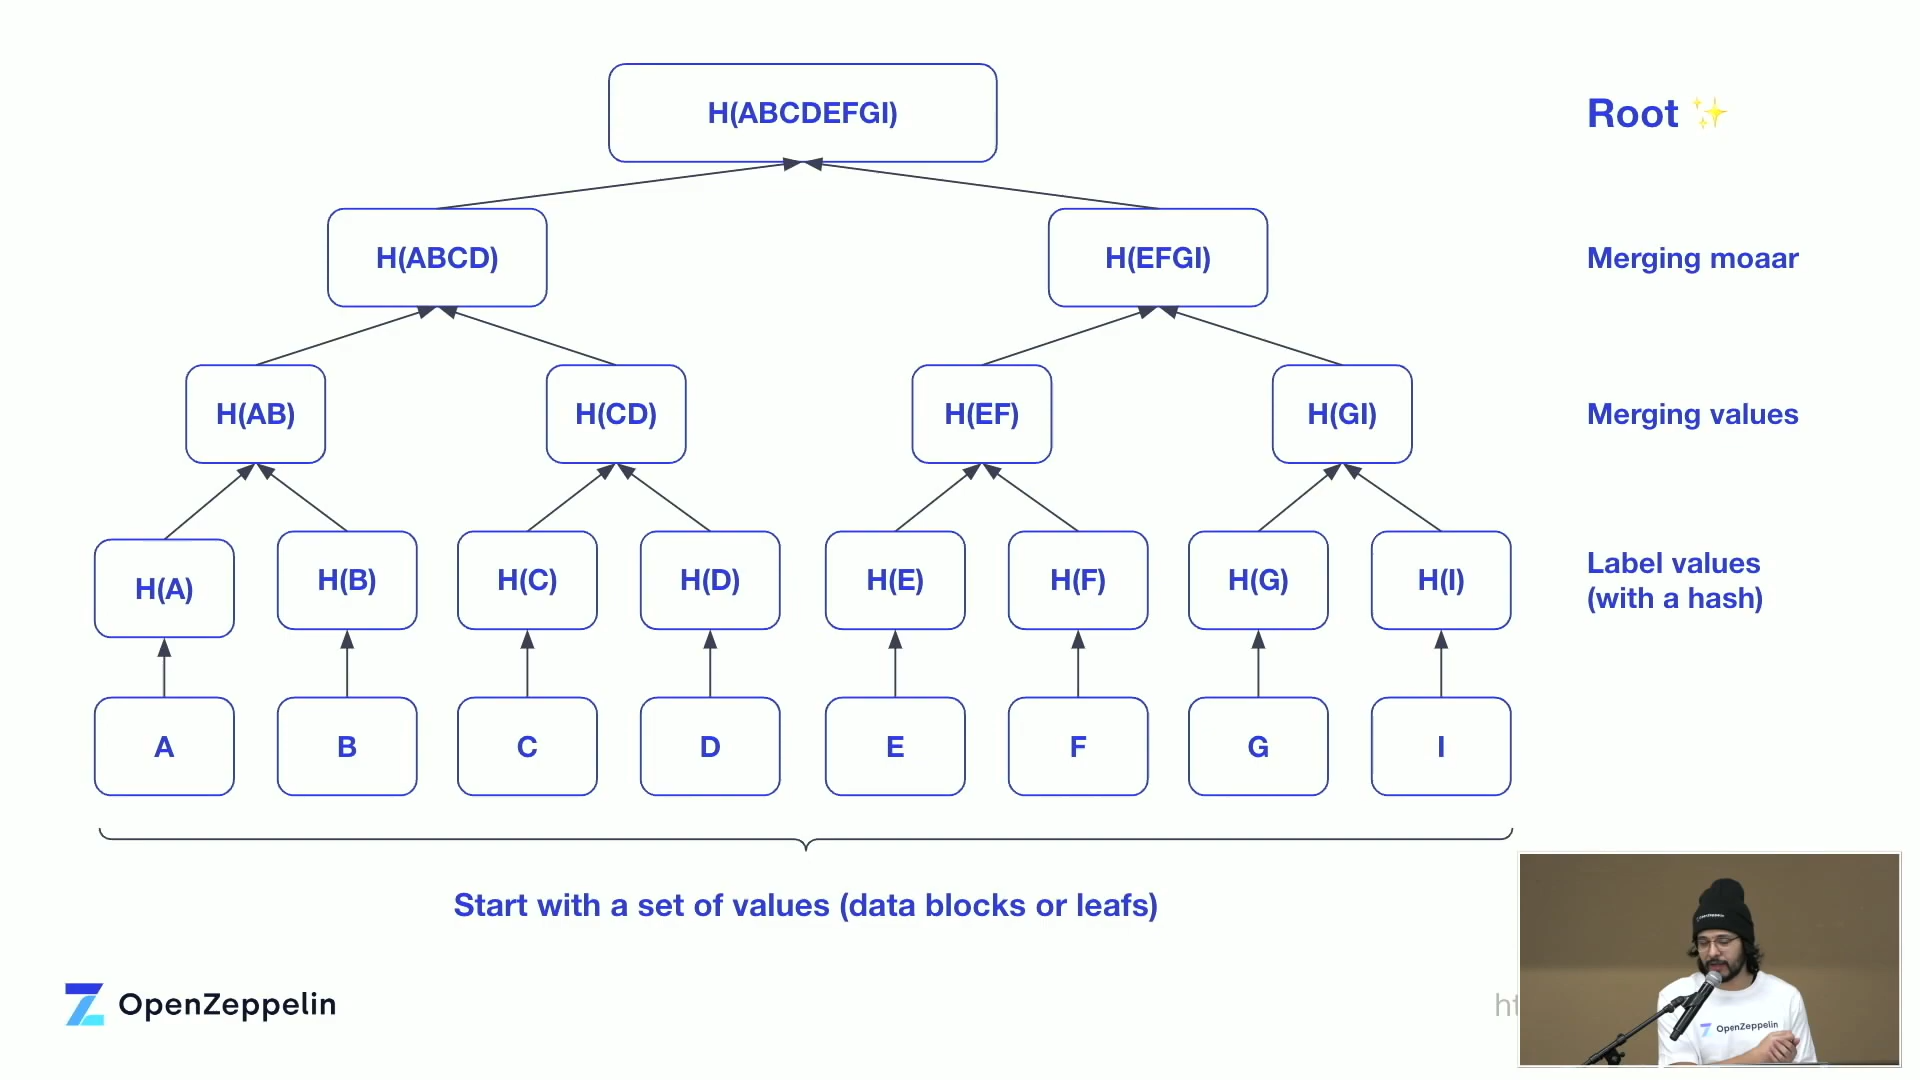 H(ABCDEFGI)
Root ✨
H(ABCD)
H(EFGI)
Merging moaar
H(AB)
H(CD)
H(EF)
H(GI)
Merging values
H(A)
H(B)
H(C)
H(D)
H(E)
H(F)
H(G)
H(I)
Label values
(with a hash)
A
B
C
D
E
F
G
I
Start with a set of values (data blocks or leafs)
OpenZeppelin
OpenZeppelin